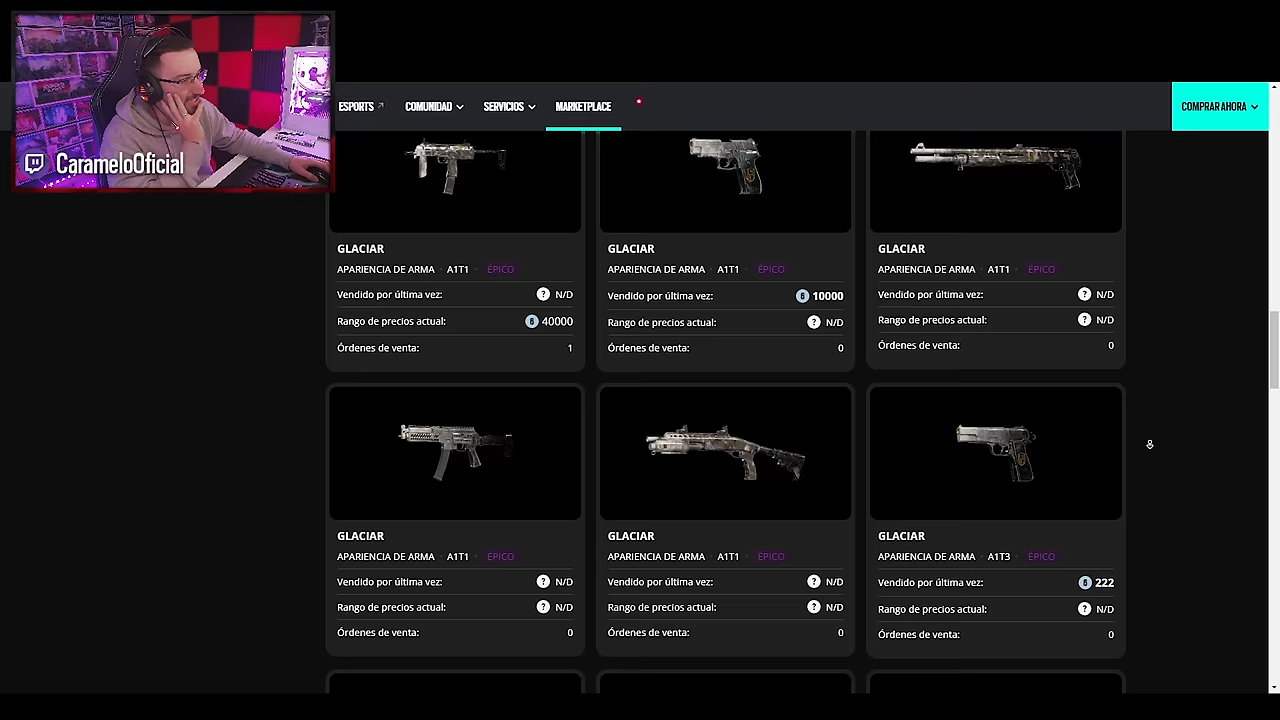 CarameloOficial
ESPORTS
COMUNIDAD
SERVICIOS
MARKETPLACE
COMPRAR AHORA
GLACIAR
APARIENCIA DE ARMA · A1T1 · ÉPICO
Vendido por última vez: ? N/D
Rango de precios actual: 40000
Órdenes de venta: 1
GLACIAR
APARIENCIA DE ARMA · A1T1 · ÉPICO
Vendido por última vez: 10000
Rango de precios actual: ? N/D
Órdenes de venta: 0
GLACIAR
APARIENCIA DE ARMA · A1T1 · ÉPICO
Vendido por última vez: ? N/D
Rango de precios actual: ? N/D
Órdenes de venta: 0
GLACIAR
APARIENCIA DE ARMA · A1T1 · ÉPICO
Vendido por última vez: ? N/D
Rango de precios actual: ? N/D
Órdenes de venta: 0
GLACIAR
APARIENCIA DE ARMA · A1T1 · ÉPICO
Vendido por última vez: ? N/D
Rango de precios actual: ? N/D
Órdenes de venta: 0
GLACIAR
APARIENCIA DE ARMA · A1T3 · ÉPICO
Vendido por última vez: 222
Rango de precios actual: ? N/D
Órdenes de venta: 0